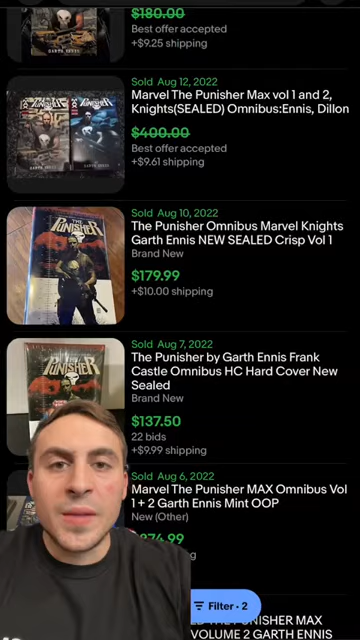 $180.00
Best offer accepted
+$9.25 shipping
Sold Aug 12, 2022
Marvel The Punisher Max vol 1 and 2,
Knights(SEALED) Omnibus:Ennis, Dillon
$400.00
Best offer accepted
+$9.61 shipping
Sold Aug 10, 2022
The Punisher Omnibus Marvel Knights
Garth Ennis NEW SEALED Crisp Vol 1
Brand New
$179.99
+$10.00 shipping
THE
PUNISHER
Sold Aug 7, 2022
The Punisher by Garth Ennis Frank
Castle Omnibus HC Hard Cover New
Sealed
Brand New
$137.50
22 bids
+$9.99 shipping
PUNISHER
Sold Aug 6, 2022
Marvel The Punisher MAX Omnibus Vol
1 + 2 Garth Ennis Mint OOP
New (Other)
Filter • 2
THE PUNISHER MAX
VOLUME 2 GARTH ENNIS